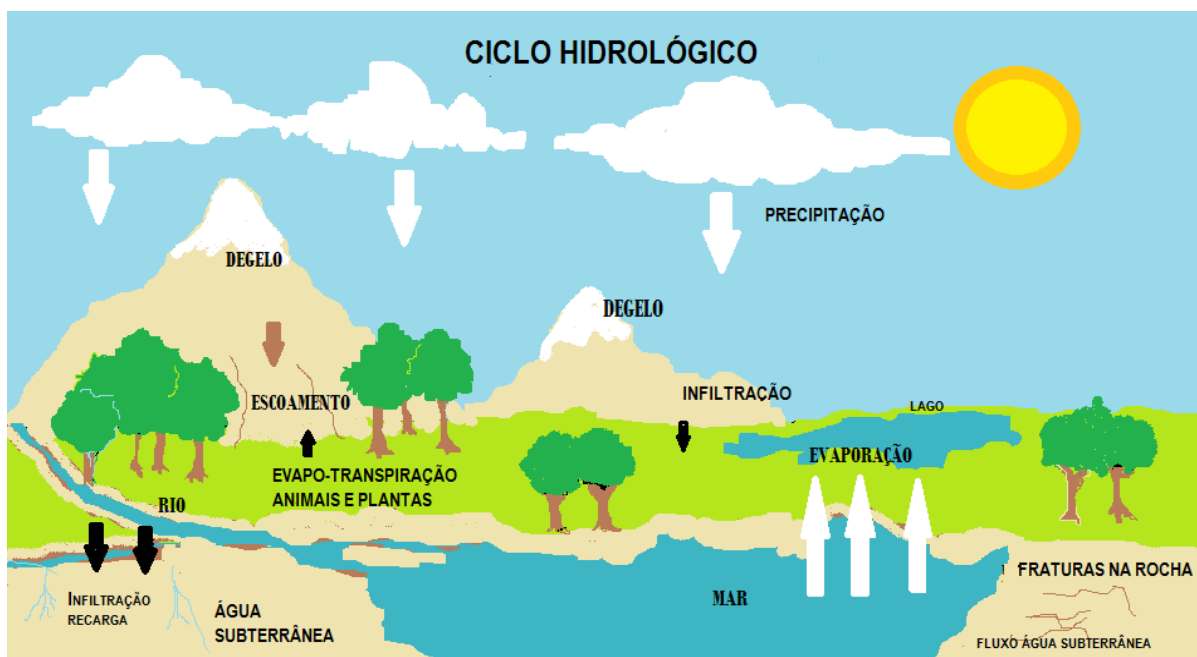 CICLO HIDROLÓGICO
PRECIPITAÇÃO
DEGELO
DEGELO
ESCOAMENTO
INFILTRAÇÃO
LAGO
EVAPORAÇÃO
EVAPO-TRANSPIRAÇÃO
ANIMAIS E PLANTAS
RIO
INFILTRAÇÃO
RECARGA
ÁGUA
SUBTERRÂNEA
MAR
FRATURAS NA ROCHA
FLUXO ÁGUA SUBTERRÂNEA